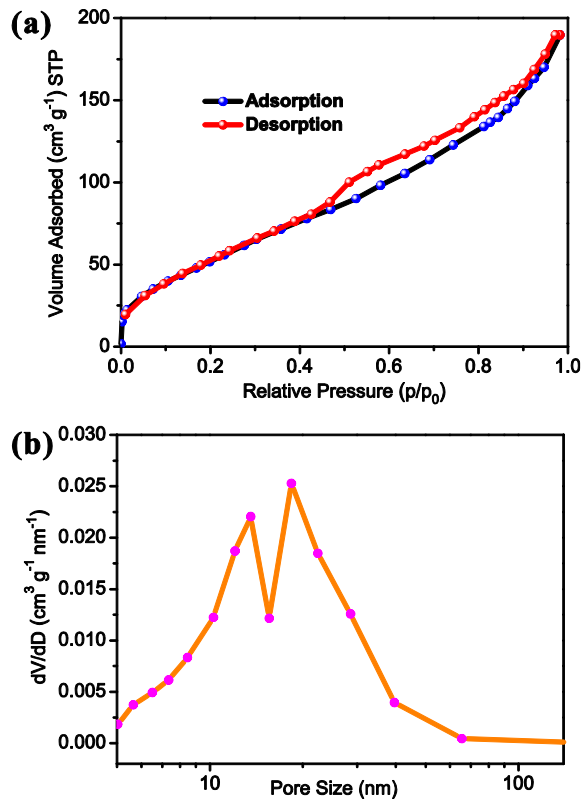 (a)
200
150
100
50
0
Volume Adsorbed (cm³ g⁻¹) STP
Adsorption
Desorption
0.0 0.2 0.4 0.6 0.8 1.0
Relative Pressure (p/p₀)
(b)
0.030
0.025
0.020
0.015
0.010
0.005
0.000
dV/dD (cm³ g⁻¹ nm⁻¹)
10 100
Pore Size (nm)